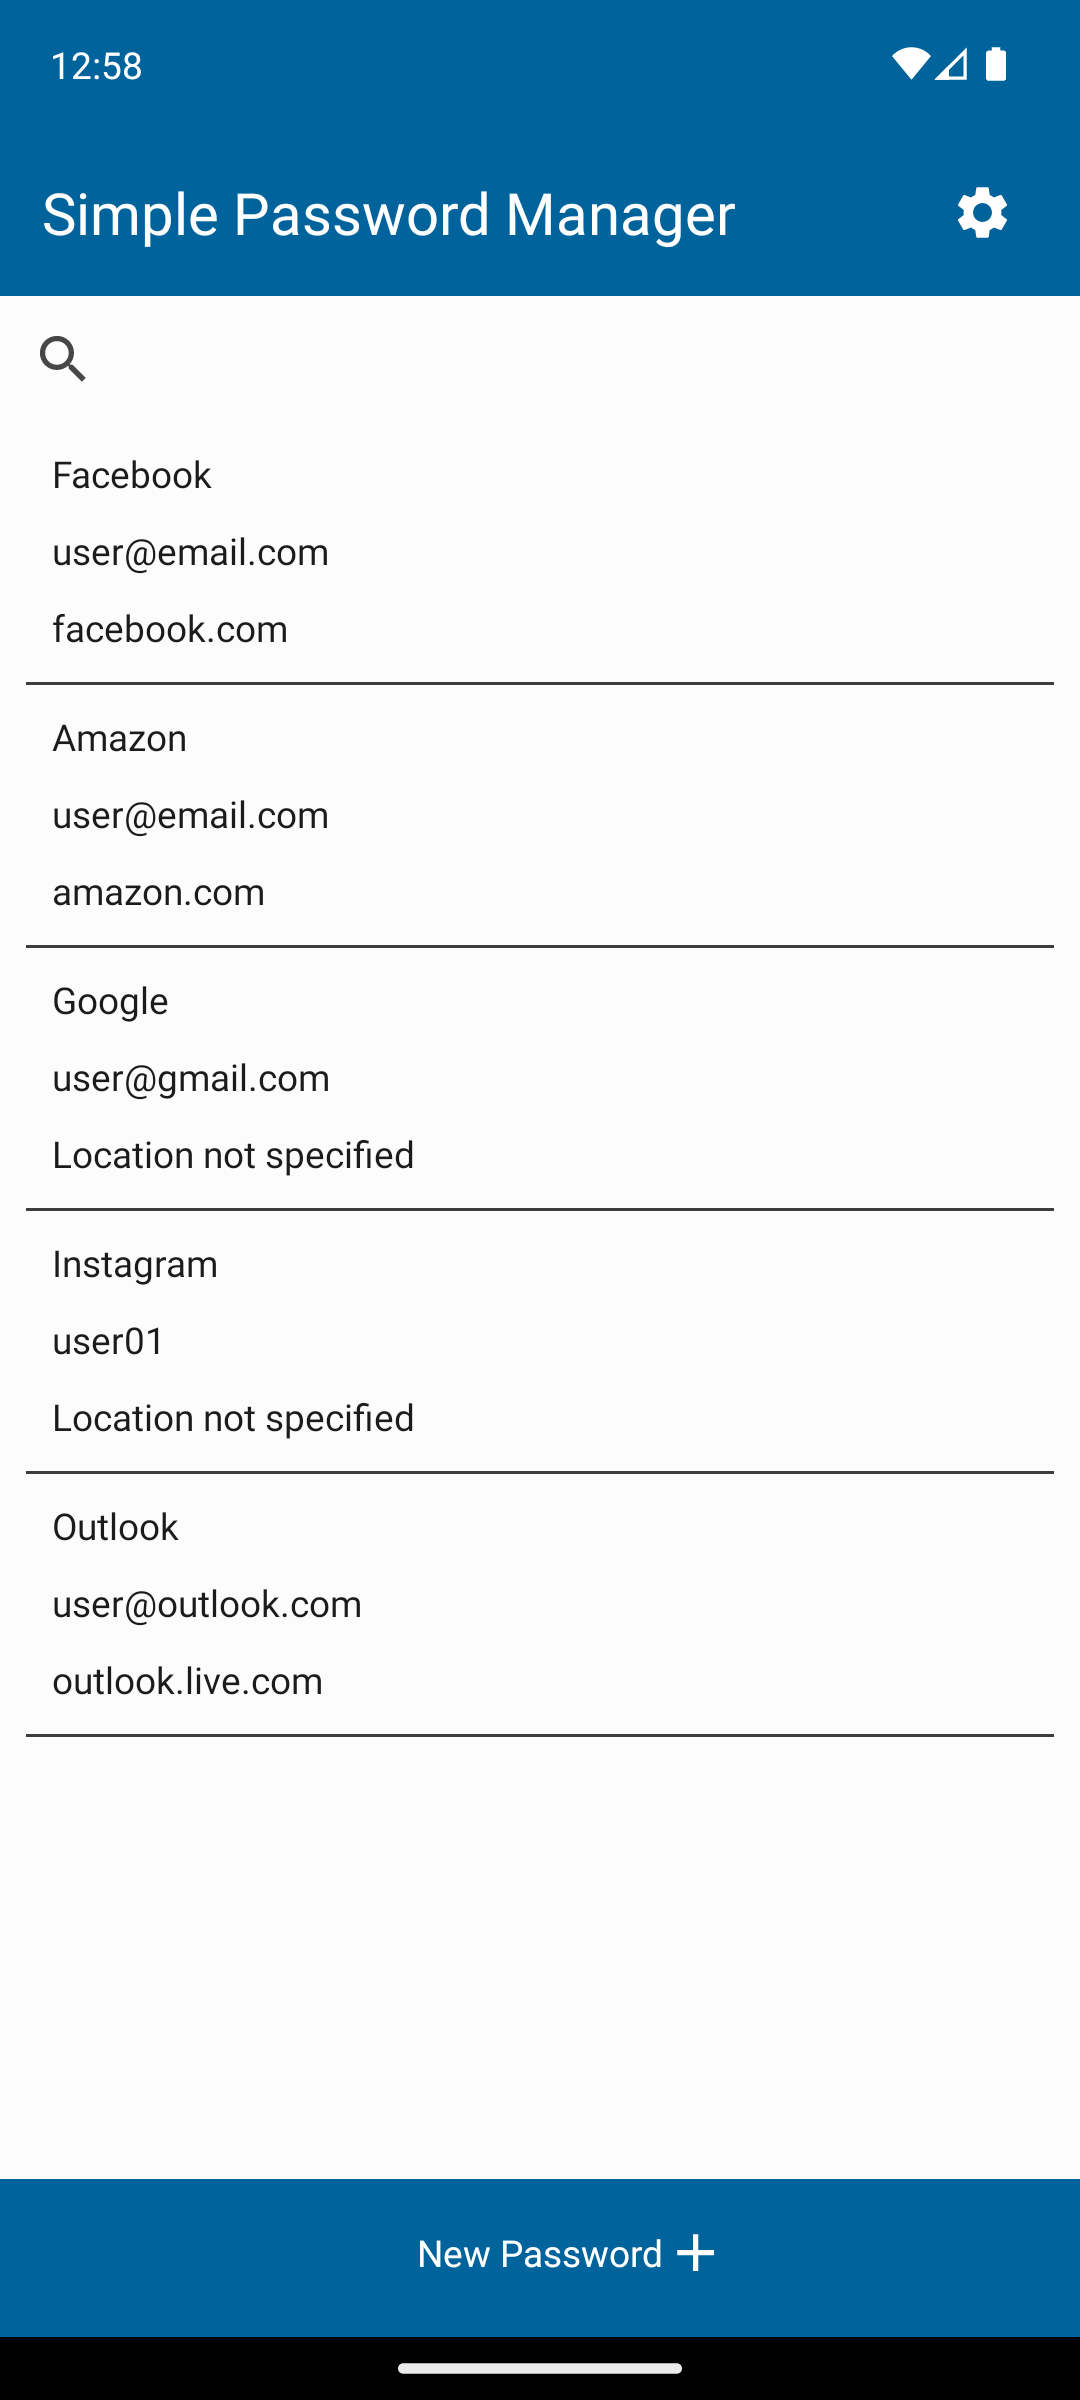 12:58
Simple Password Manager
Facebook
user@email.com
facebook.com
Amazon
user@email.com
amazon.com
Google
user@gmail.com
Location not specified
Instagram
user01
Location not specified
Outlook
user@outlook.com
outlook.live.com
New Password